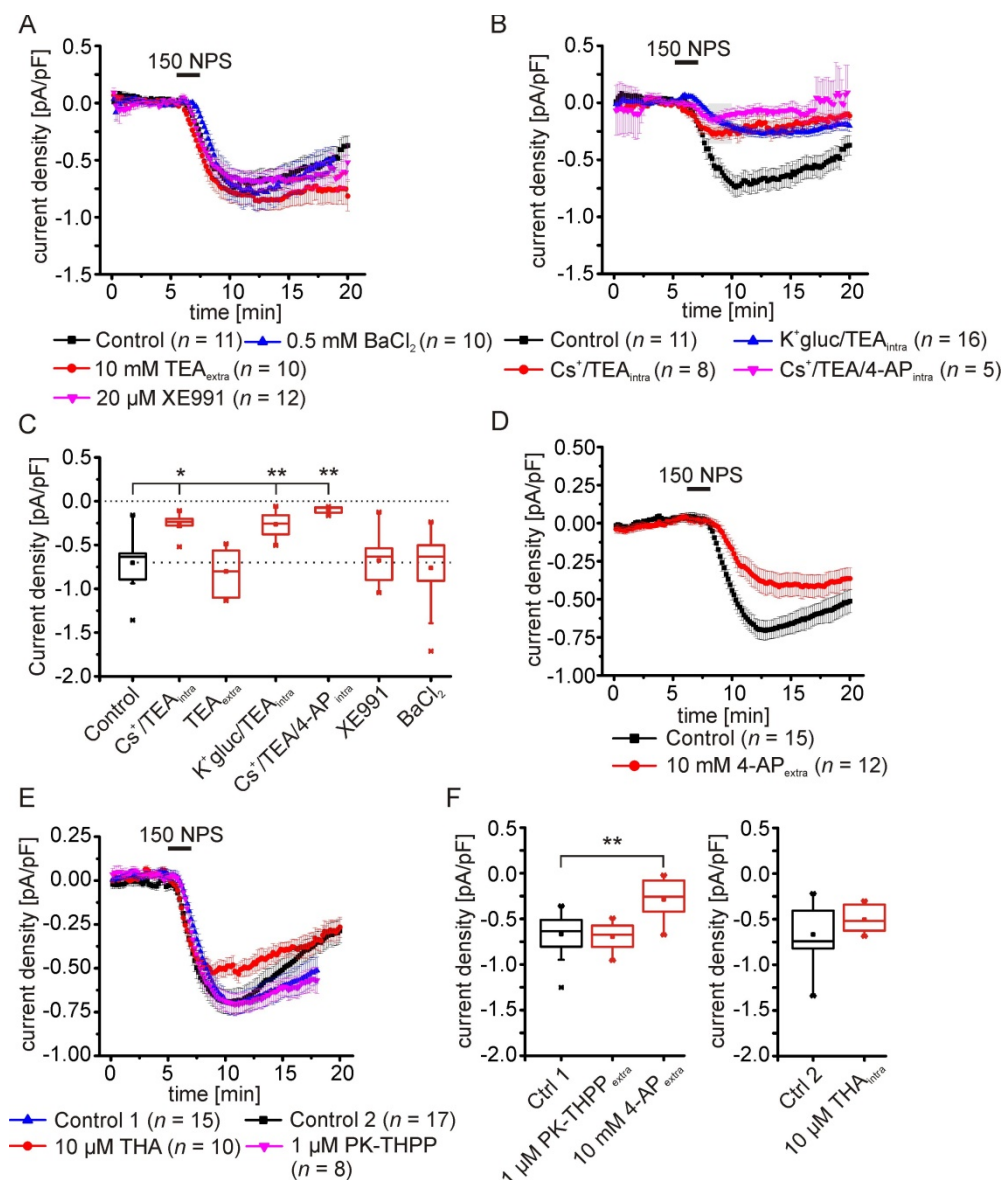 A
150 NPS
current density [pA/pF]
0.5
0.0
-0.5
-1.0
-1.5
0 5 10 15 20
time [min]
Control (n = 11) 0.5 mM BaCl₂ (n = 10)
10 mM TEAextra (n = 10)
20 µM XE991 (n = 12)
B
150 NPS
current density [pA/pF]
0.5
0.0
-0.5
-1.0
-1.5
0 5 10 15 20
time [min]
Control (n = 11) K⁺gluc/TEAintra (n = 16)
Cs⁺/TEAintra (n = 8) Cs⁺/TEA/4-APintra (n = 5)
C
Current density [pA/pF]
0.5
0.0
-0.5
-1.0
-1.5
-2.0
* ** **
Control
Cs⁺/TEAintra
TEAextra
K⁺gluc/TEAintra
Cs⁺/TEA/4-APintra
XE991
BaCl₂
D
150 NPS
current density [pA/pF]
0.50
0.25
0.00
-0.25
-0.50
-0.75
-1.00
0 5 10 15 20
time [min]
Control (n = 15)
10 mM 4-APextra (n = 12)
E
150 NPS
current density [pA/pF]
0.25
0.00
-0.25
-0.50
-0.75
-1.00
0 5 10 15 20
time [min]
Control 1 (n = 15) Control 2 (n = 17)
10 µM THA (n = 10) 1 µM PK-THPP
(n = 8)
F
current density [pA/pF]
0.5
0.0
-0.5
-1.0
-1.5
-2.0
**
Ctrl 1
1 µM PK-THPPextra
10 mM 4-APextra
current density [pA/pF]
0.5
0.0
-0.5
-1.0
-1.5
-2.0
Ctrl 2
10 µM THAintra